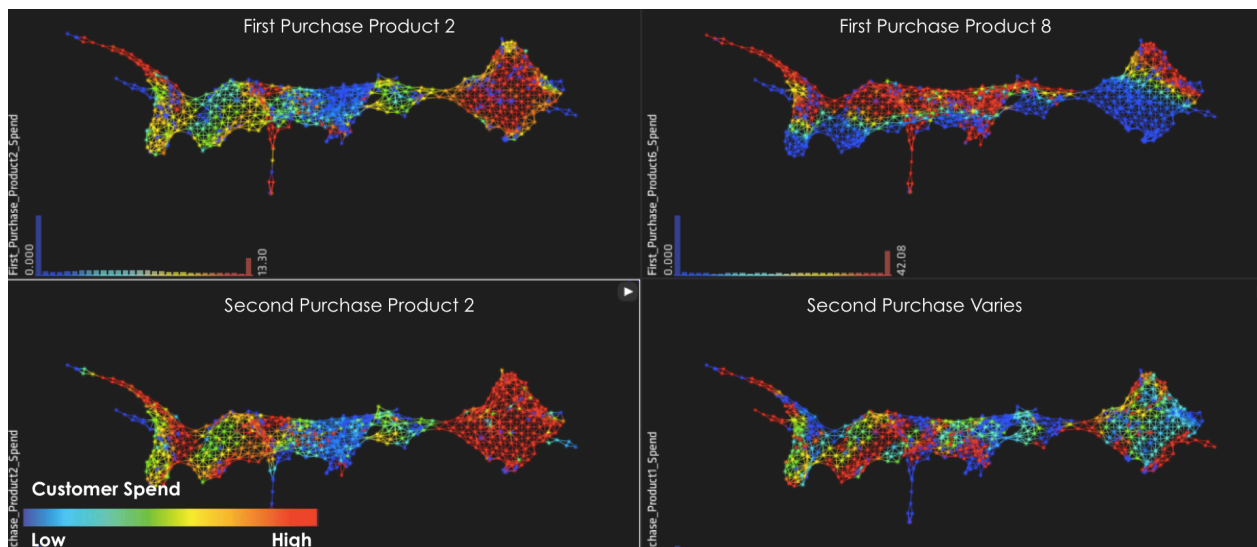 First Purchase Product 2
First_Purchase_Product2_Spend
0.000
13.30
First Purchase Product 8
First_Purchase_Product6_Spend
0.000
42.08
Second Purchase Product 2
chase_Product2_Spend
Customer Spend
Low High
Second Purchase Varies
chase_Product1_Spend